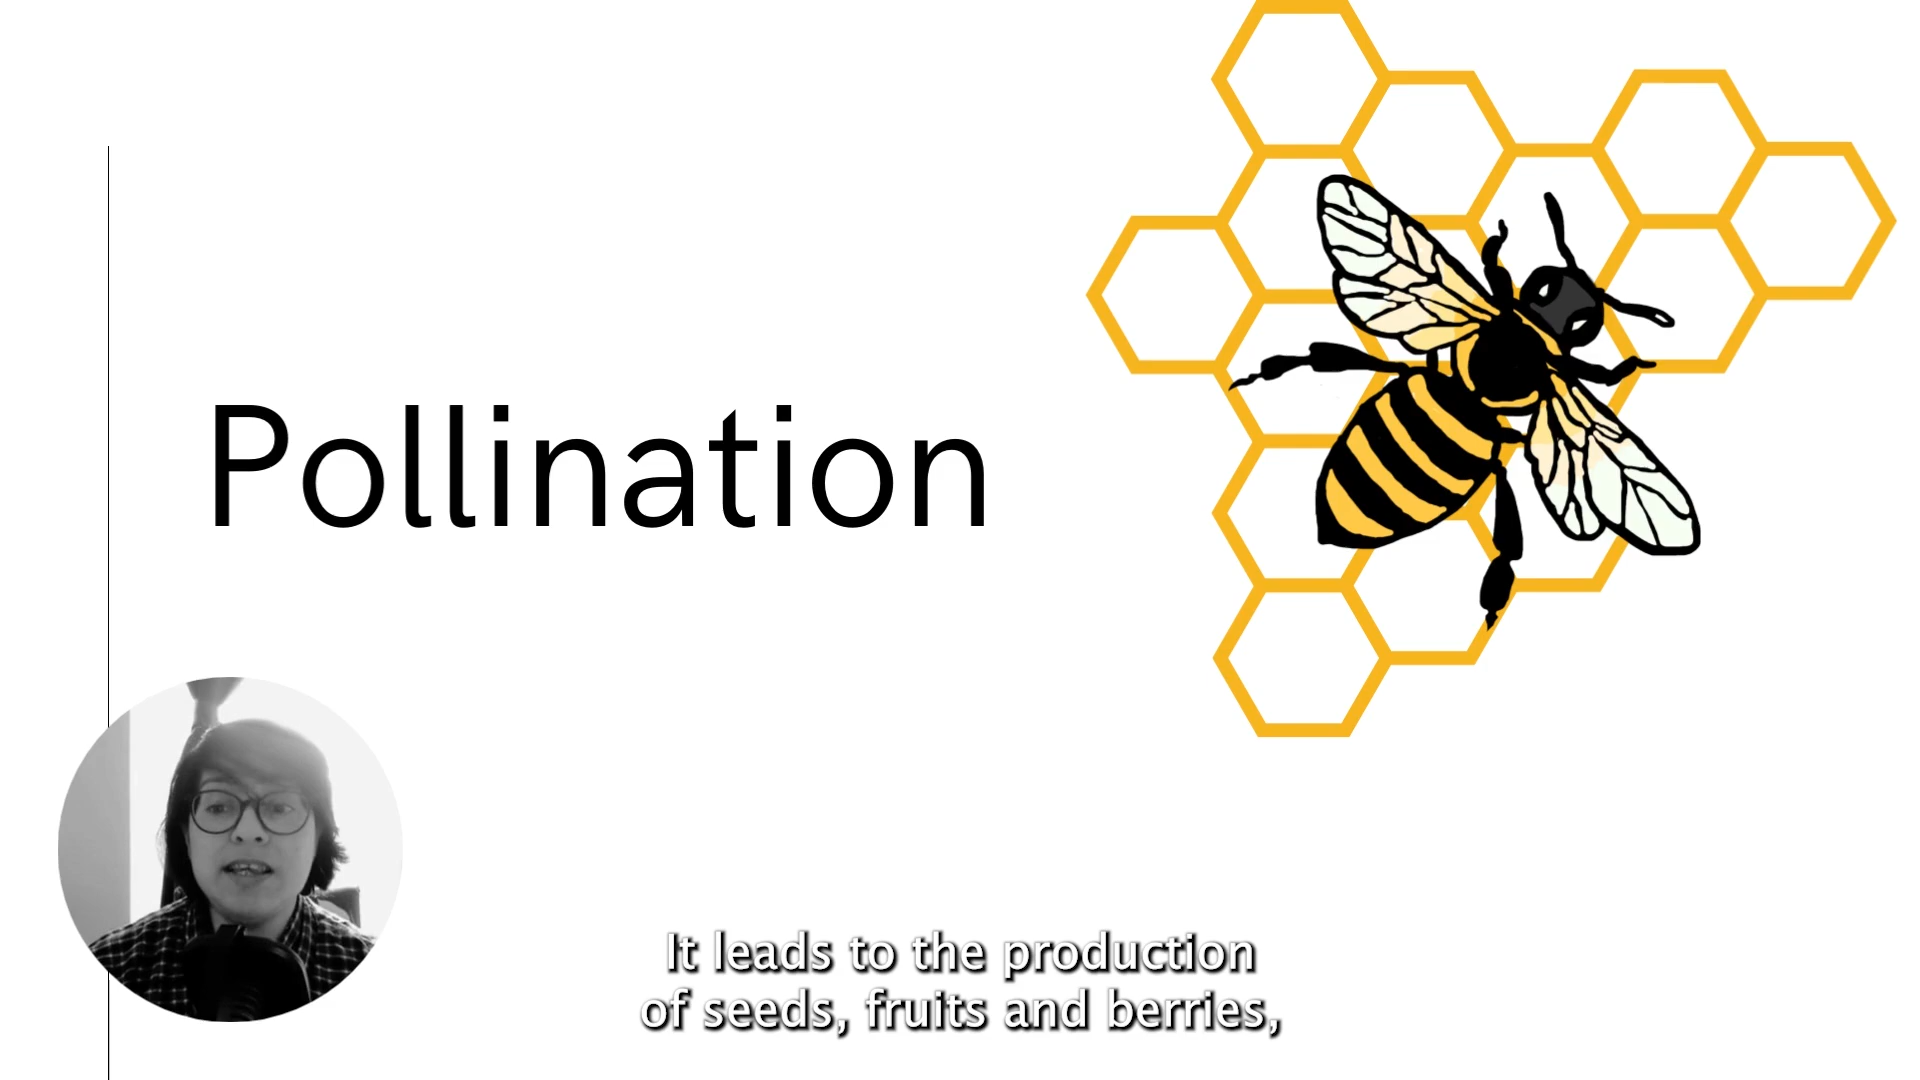 Pollination
It leads to the production
of seeds, fruits and berries,